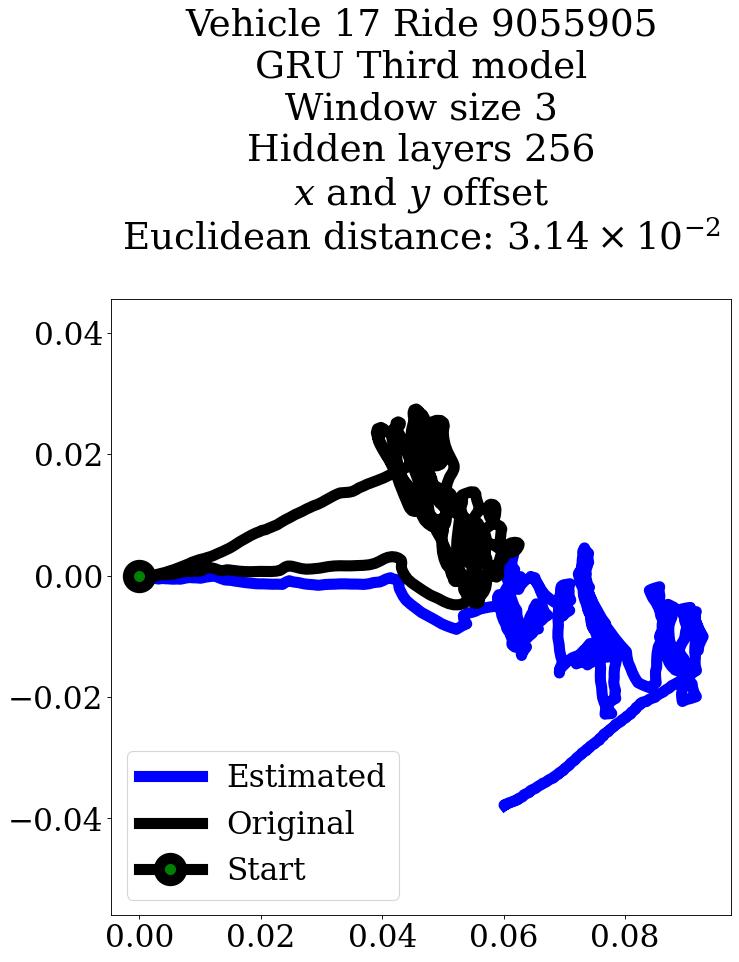 Vehicle 17 Ride 9055905
GRU Third model
Window size 3
Hidden layers 256
x and y offset
Euclidean distance: 3.14 × 10⁻²
0.04
0.02
0.00
−0.02
−0.04
Estimated
Original
Start
0.00 0.02 0.04 0.06 0.08